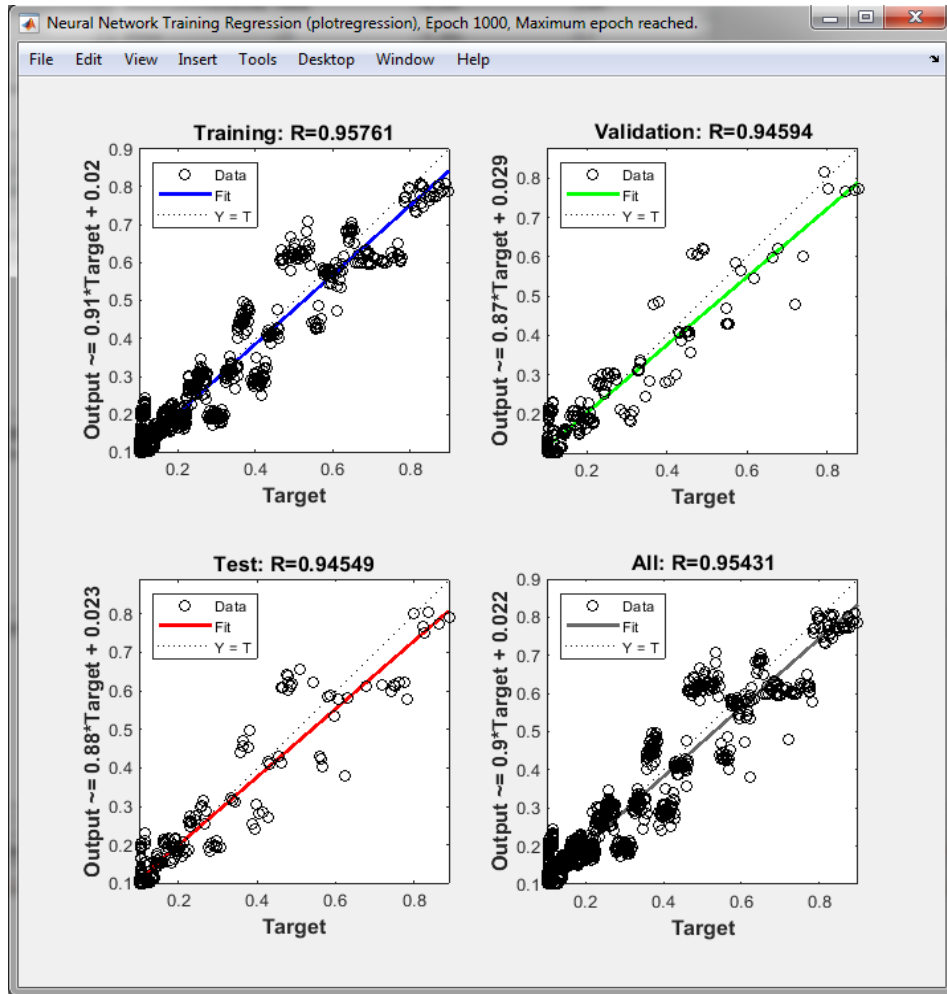 Neural Network Training Regression (plotregression), Epoch 1000, Maximum epoch reached.
File Edit View Insert Tools Desktop Window Help
Training: R=0.95761
Output ~= 0.91*Target + 0.02
0.9
0.8
0.7
0.6
0.5
0.4
0.3
0.2
0.1
Data
Fit
Y = T
0.2 0.4 0.6 0.8
Target
Validation: R=0.94594
Output ~= 0.87*Target + 0.029
0.8
0.7
0.6
0.5
0.4
0.3
0.2
Data
Fit
Y = T
0.2 0.4 0.6 0.8
Target
Test: R=0.94549
Output ~= 0.88*Target + 0.023
0.8
0.7
0.6
0.5
0.4
0.3
0.2
0.1
Data
Fit
Y = T
0.2 0.4 0.6 0.8
Target
All: R=0.95431
Output ~= 0.9*Target + 0.022
0.9
0.8
0.7
0.6
0.5
0.4
0.3
0.2
0.1
Data
Fit
Y = T
0.2 0.4 0.6 0.8
Target